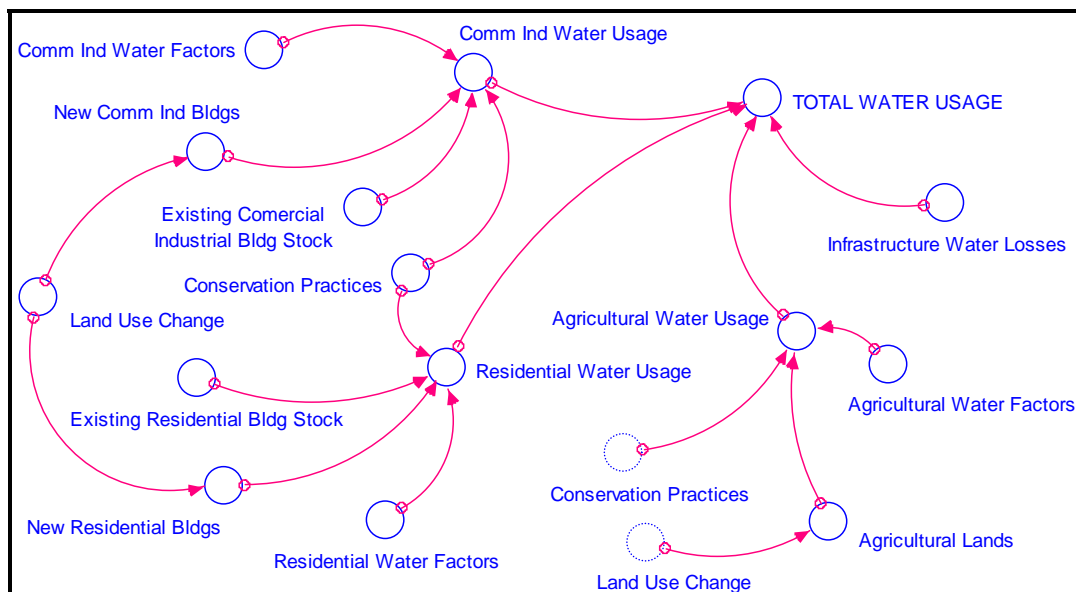 Comm Ind Water Usage
Comm Ind Water Factors
TOTAL WATER USAGE
New Comm Ind Bldgs
Existing Comercial
Industrial Bldg Stock
Infrastructure Water Losses
Conservation Practices
Land Use Change
Agricultural Water Usage
Residential Water Usage
Agricultural Water Factors
Existing Residential Bldg Stock
Conservation Practices
New Residential Bldgs
Agricultural Lands
Residential Water Factors
Land Use Change